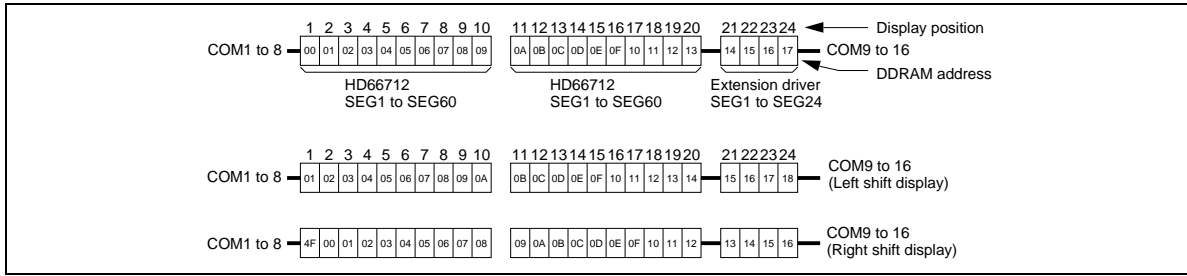 1 2 3 4 5 6 7 8 9 10 11 12 13 14 15 16 17 18 19 20 21 22 23 24 Display position
COM1 to 8 00 01 02 03 04 05 06 07 08 09 0A 0B 0C 0D 0E 0F 10 11 12 13 14 15 16 17 COM9 to 16
DDRAM address
HD66712 HD66712 Extension driver
SEG1 to SEG60 SEG1 to SEG60 SEG1 to SEG24
1 2 3 4 5 6 7 8 9 10 11 12 13 14 15 16 17 18 19 20 21 22 23 24
COM1 to 8 01 02 03 04 05 06 07 08 09 0A 0B 0C 0D 0E 0F 10 11 12 13 14 15 16 17 18 COM9 to 16
(Left shift display)
COM1 to 8 4F 00 01 02 03 04 05 06 07 08 09 0A 0B 0C 0D 0E 0F 10 11 12 13 14 15 16 COM9 to 16
(Right shift display)